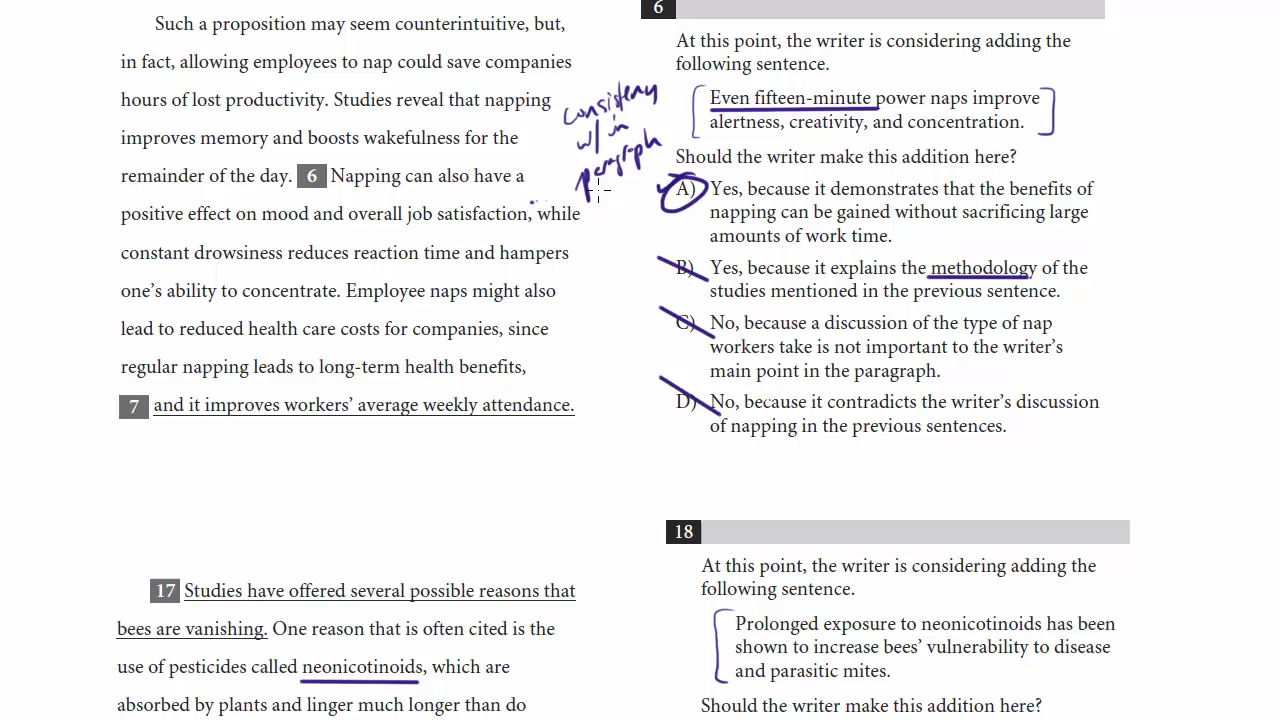 Such a proposition may seem counterintuitive, but,
in fact, allowing employees to nap could save companies
hours of lost productivity. Studies reveal that napping
improves memory and boosts wakefulness for the
remainder of the day. 6 Napping can also have a
positive effect on mood and overall job satisfaction, while
constant drowsiness reduces reaction time and hampers
one's ability to concentrate. Employee naps might also
lead to reduced health care costs for companies, since
regular napping leads to long-term health benefits,
7 and it improves workers' average weekly attendance.
consistency
w/in
paragraph
6
At this point, the writer is considering adding the
following sentence.
Even fifteen-minute power naps improve
alertness, creativity, and concentration.
Should the writer make this addition here?
A) Yes, because it demonstrates that the benefits of
napping can be gained without sacrificing large
amounts of work time.
B) Yes, because it explains the methodology of the
studies mentioned in the previous sentence.
C) No, because a discussion of the type of nap
workers take is not important to the writer's
main point in the paragraph.
D) No, because it contradicts the writer's discussion
of napping in the previous sentences.
17 Studies have offered several possible reasons that
bees are vanishing. One reason that is often cited is the
use of pesticides called neonicotinoids, which are
absorbed by plants and linger much longer than do
18
At this point, the writer is considering adding the
following sentence.
Prolonged exposure to neonicotinoids has been
shown to increase bees' vulnerability to disease
and parasitic mites.
Should the writer make this addition here?